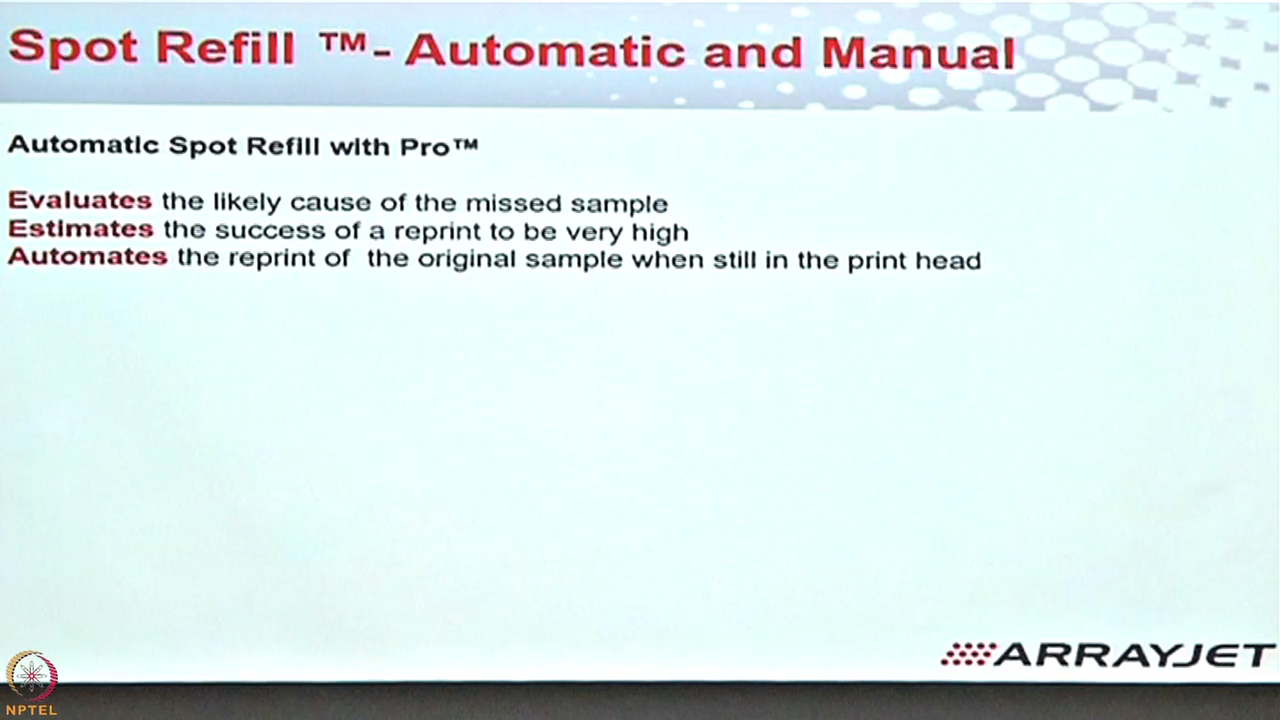 Spot Refill ™- Automatic and Manual
Automatic Spot Refill with Pro™
Evaluates the likely cause of the missed sample
Estimates the success of a reprint to be very high
Automates the reprint of the original sample when still in the print head
ARRAYJET
NPTEL